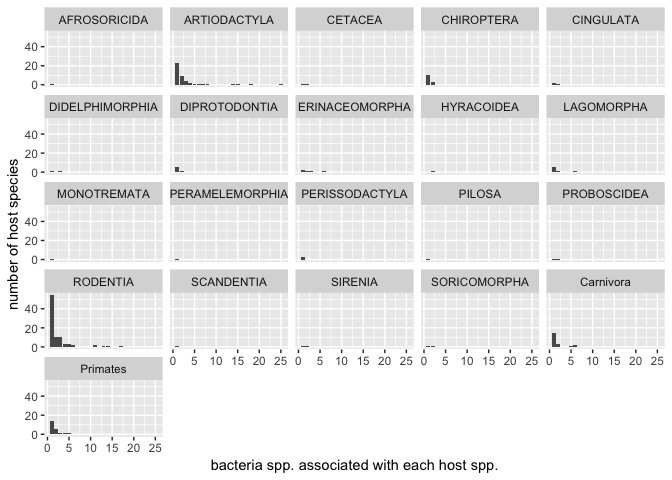 AFROSORICIDA ARTIODACTYLA CETACEA CHIROPTERA CINGULATA
40
20
0
DIDELPHIMORPHIA DIPROTODONTIA ERINACEOMORPHA HYRACOIDEA LAGOMORPHA
40
20
0
number of host species
MONOTREMATA PERAMELEMORPHIA PERISSODACTYLA PILOSA PROBOSCIDEA
40
20
0
RODENTIA SCANDENTIA SIRENIA SORICOMORPHA Carnivora
40
20
0
0 5 10 15 20 25 0 5 10 15 20 25 0 5 10 15 20 25 0 5 10 15 20 25
Primates
40
20
0
0 5 10 15 20 25
bacteria spp. associated with each host spp.